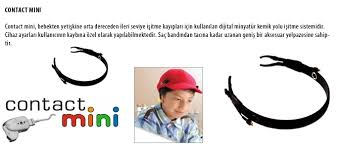 CONTACT MINI
Contact mini, bebekten yetişkine orta dereceden ileri seviye işitme kayıpları için kullanılan dijital minyatür kemik yolu işitme sistemidir.
Cihaz ayarları kullanıcının kaybına özel olarak yapılabilmektedir. Saç bandından tacına kadar uzanan geniş bir aksesuar yelpazesine sahip-
tir.
contact
mini